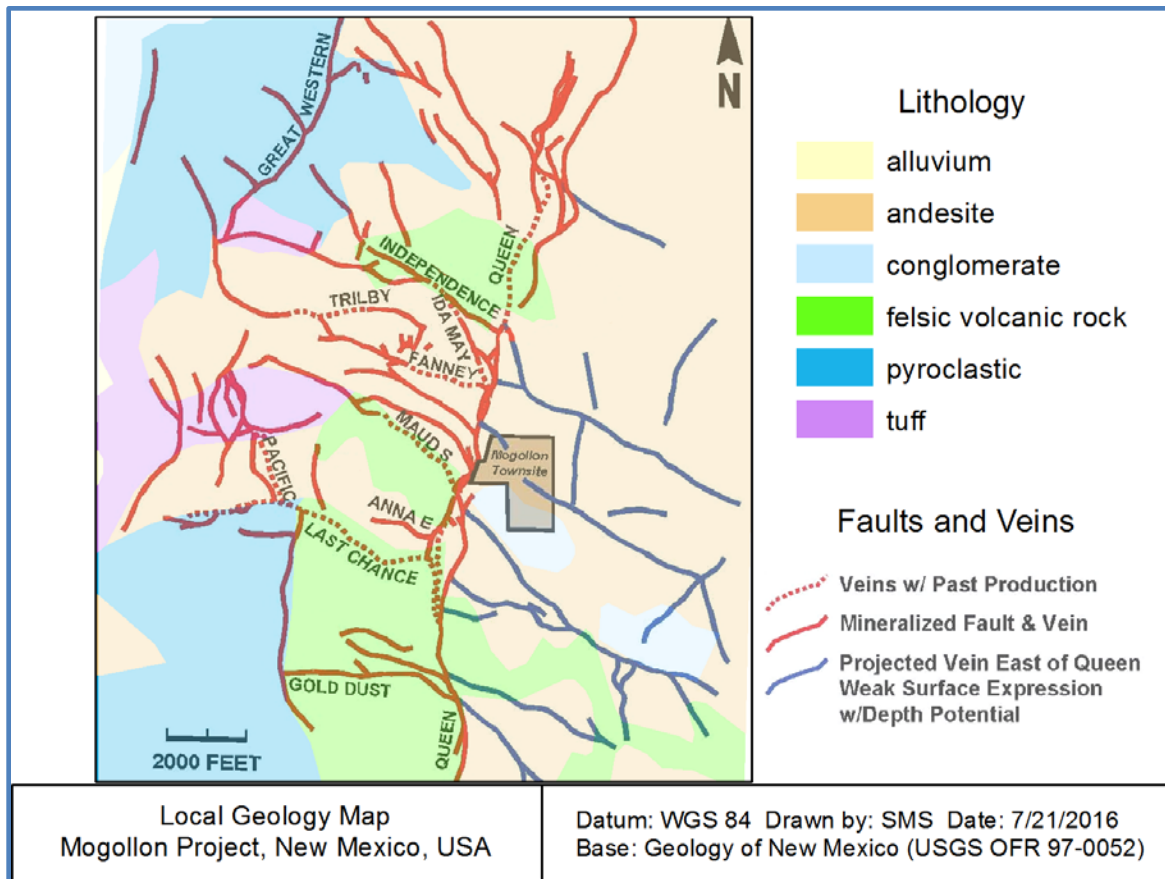 N
GREAT WESTERN
QUEEN
INDEPENDENCE
TRILBY
IDA MAY
FANNEY
MAUD S
Mogollon
Townsite
PACIFIC
ANNA E
LAST CHANCE
GOLD DUST
QUEEN
2000 FEET
Lithology
alluvium
andesite
conglomerate
felsic volcanic rock
pyroclastic
tuff
Faults and Veins
Veins w/ Past Production
Mineralized Fault & Vein
Projected Vein East of Queen
Weak Surface Expression
w/Depth Potential
Local Geology Map
Mogollon Project, New Mexico, USA
Datum: WGS 84 Drawn by: SMS Date: 7/21/2016
Base: Geology of New Mexico (USGS OFR 97-0052)